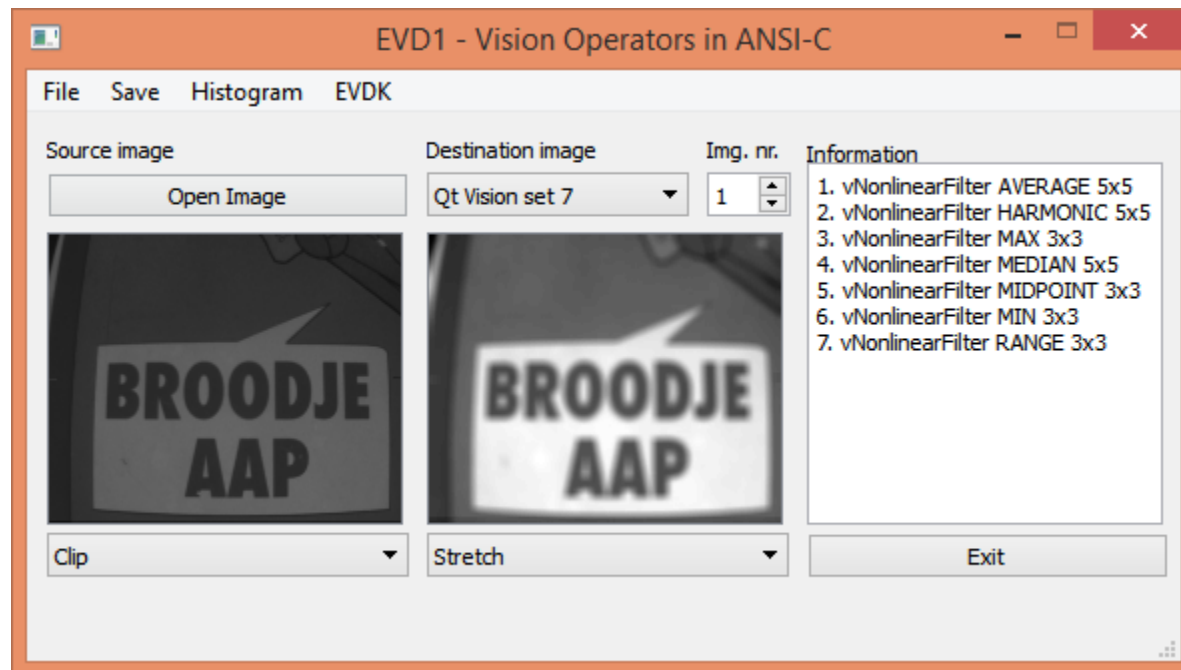 EVD1 - Vision Operators in ANSI-C
File Save Histogram EVDK
Source image
Open Image
BROODJE
AAP
Clip
Destination image
Qt Vision set 7
Img. nr.
1
BROODJE
AAP
Stretch
Information
1. vNonlinearFilter AVERAGE 5x5
2. vNonlinearFilter HARMONIC 5x5
3. vNonlinearFilter MAX 3x3
4. vNonlinearFilter MEDIAN 5x5
5. vNonlinearFilter MIDPOINT 3x3
6. vNonlinearFilter MIN 3x3
7. vNonlinearFilter RANGE 3x3
Exit